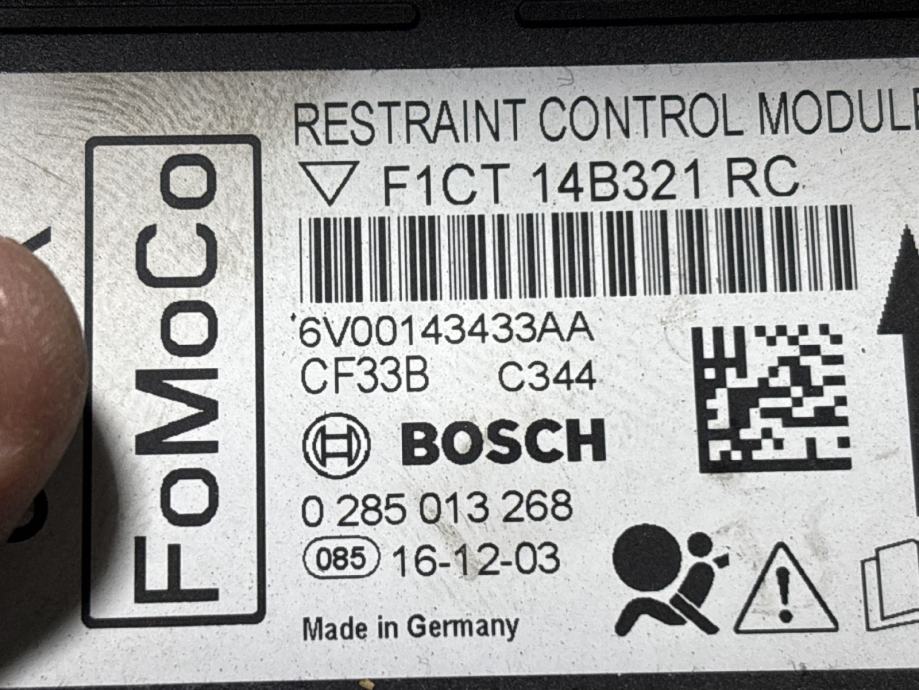 RESTRAINT CONTROL MODULE
F1CT 14B321 RC
6V00143433AA
CF33B C344
BOSCH
0 285 013 268
085 16-12-03
Made in Germany
FoMoCo